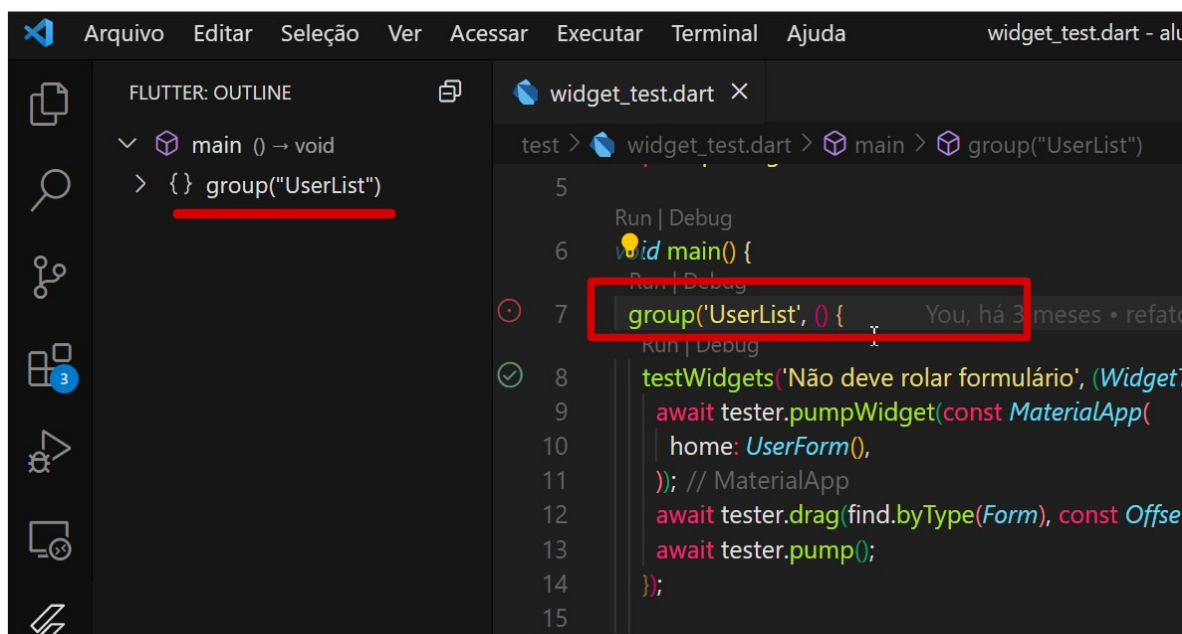 Arquivo Editar Seleção Ver Acessar Executar Terminal Ajuda widget_test.dart - alu
FLUTTER: OUTLINE
main () → void
{} group("UserList")
3
widget_test.dart
test > widget_test.dart > main > group("UserList")
5
Run | Debug
6 void main() {
Run | Debug
7 group('UserList', () { You, há 3 meses • refato
Run | Debug
8 testWidgets('Não deve rolar formulário', (WidgetT
9 await tester.pumpWidget(const MaterialApp(
10 home: UserForm(),
11 )); // MaterialApp
12 await tester.drag(find.byType(Form), const Offse
13 await tester.pump();
14 });
15